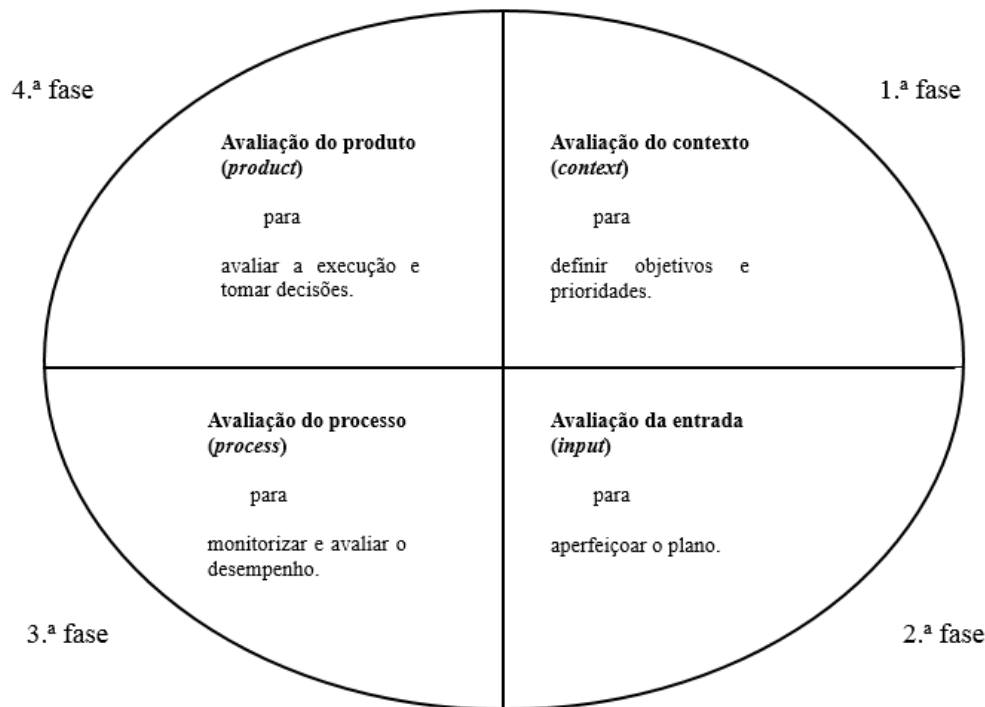 4.ª fase
1.ª fase
Avaliação do produto
(product)
para
avaliar a execução e
tomar decisões.
Avaliação do contexto
(context)
para
definir objetivos e
prioridades.
Avaliação do processo
(process)
para
monitorizar e avaliar o
desempenho.
Avaliação da entrada
(input)
para
aperfeiçoar o plano.
3.ª fase
2.ª fase